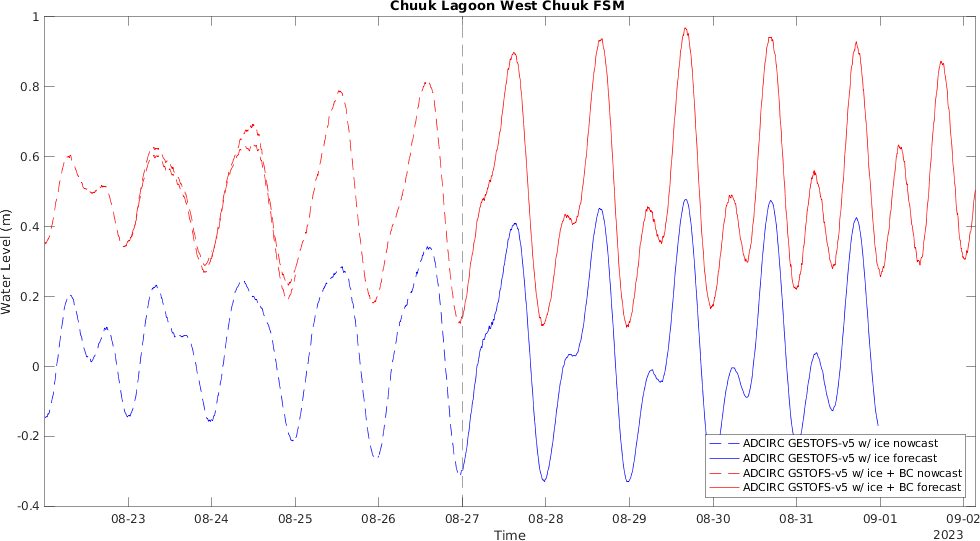 Chuuk Lagoon West Chuuk FSM
1
0.8
0.6
0.4
0.2
0
-0.2
-0.4
Water Level (m)
ADCIRC GESTOFS-v5 w/ ice nowcast
ADCIRC GESTOFS-v5 w/ ice forecast
ADCIRC GSTOFS-v5 w/ ice + BC nowcast
ADCIRC GSTOFS-v5 w/ ice + BC forecast
08-23 08-24 08-25 08-26 08-27 08-28 08-29 08-30 08-31 09-01 09-02
Time
2023